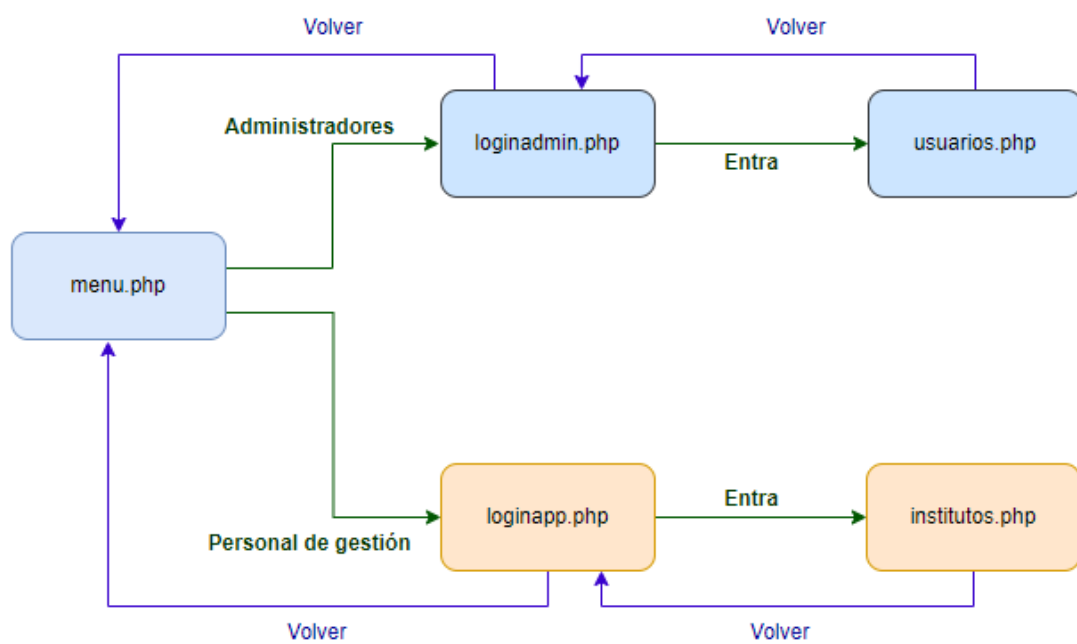 Volver
Volver
Administradores
loginadmin.php
Entra
usuarios.php
menu.php
loginapp.php
Entra
institutos.php
Personal de gestión
Volver
Volver